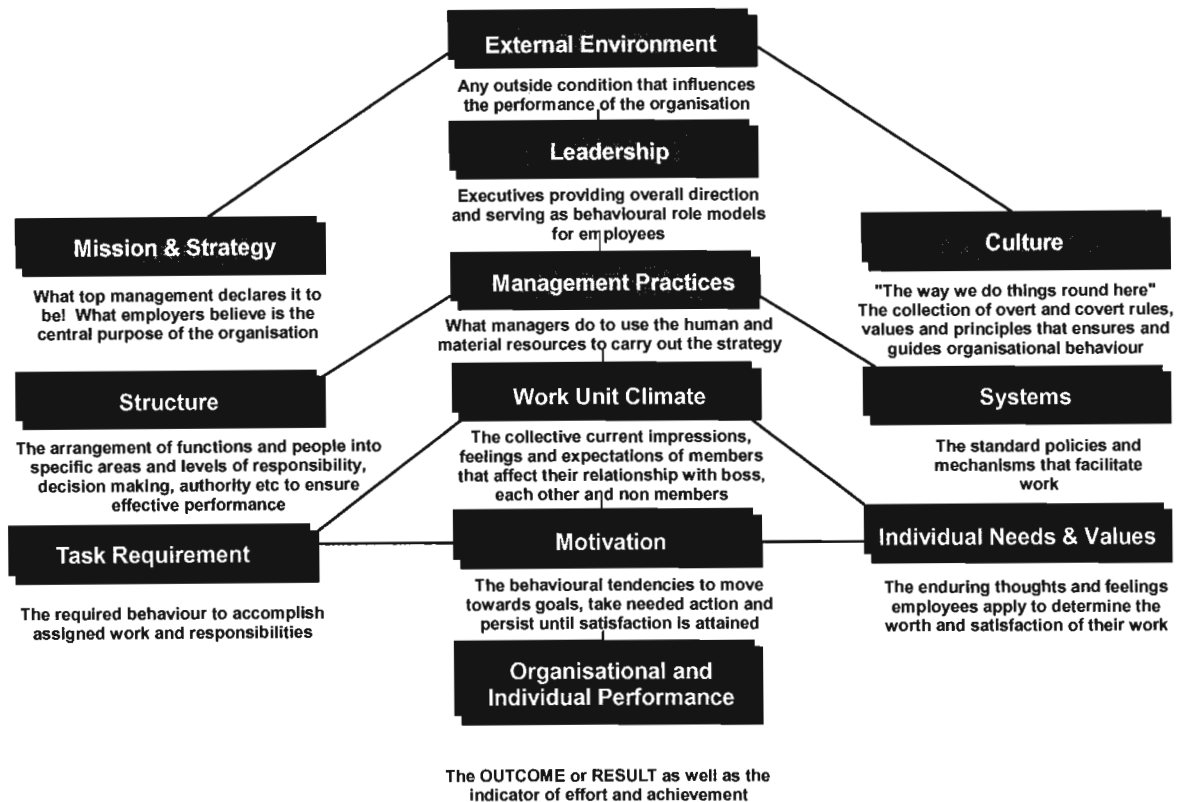 External Environment
Any outside condition that influences
the performance of the organisation
Leadership
Executives providing overall direction
and serving as behavioural role models
for employees
Mission & Strategy
What top management declares it to
be! What employers believe is the
central purpose of the organisation
Culture
"The way we do things round here"
The collection of overt and covert rules,
values and principles that ensures and
guides organisational behaviour
Management Practices
What managers do to use the human and
material resources to carry out the strategy
Structure
The arrangement of functions and people into
specific areas and levels of responsibility,
decision making, authority etc to ensure
effective performance
Work Unit Climate
The collective current impressions,
feelings and expectations of members
that affect their relationship with boss,
each other and non members
Systems
The standard policies and
mechanisms that facilitate
work
Task Requirement
The required behaviour to accomplish
assigned work and responsibilities
Motivation
The behavioural tendencies to move
towards goals, take needed action and
persist until satisfaction is attained
Individual Needs & Values
The enduring thoughts and feelings
employees apply to determine the
worth and satisfaction of their work
Organisational and
Individual Performance
The OUTCOME or RESULT as well as the
indicator of effort and achievement